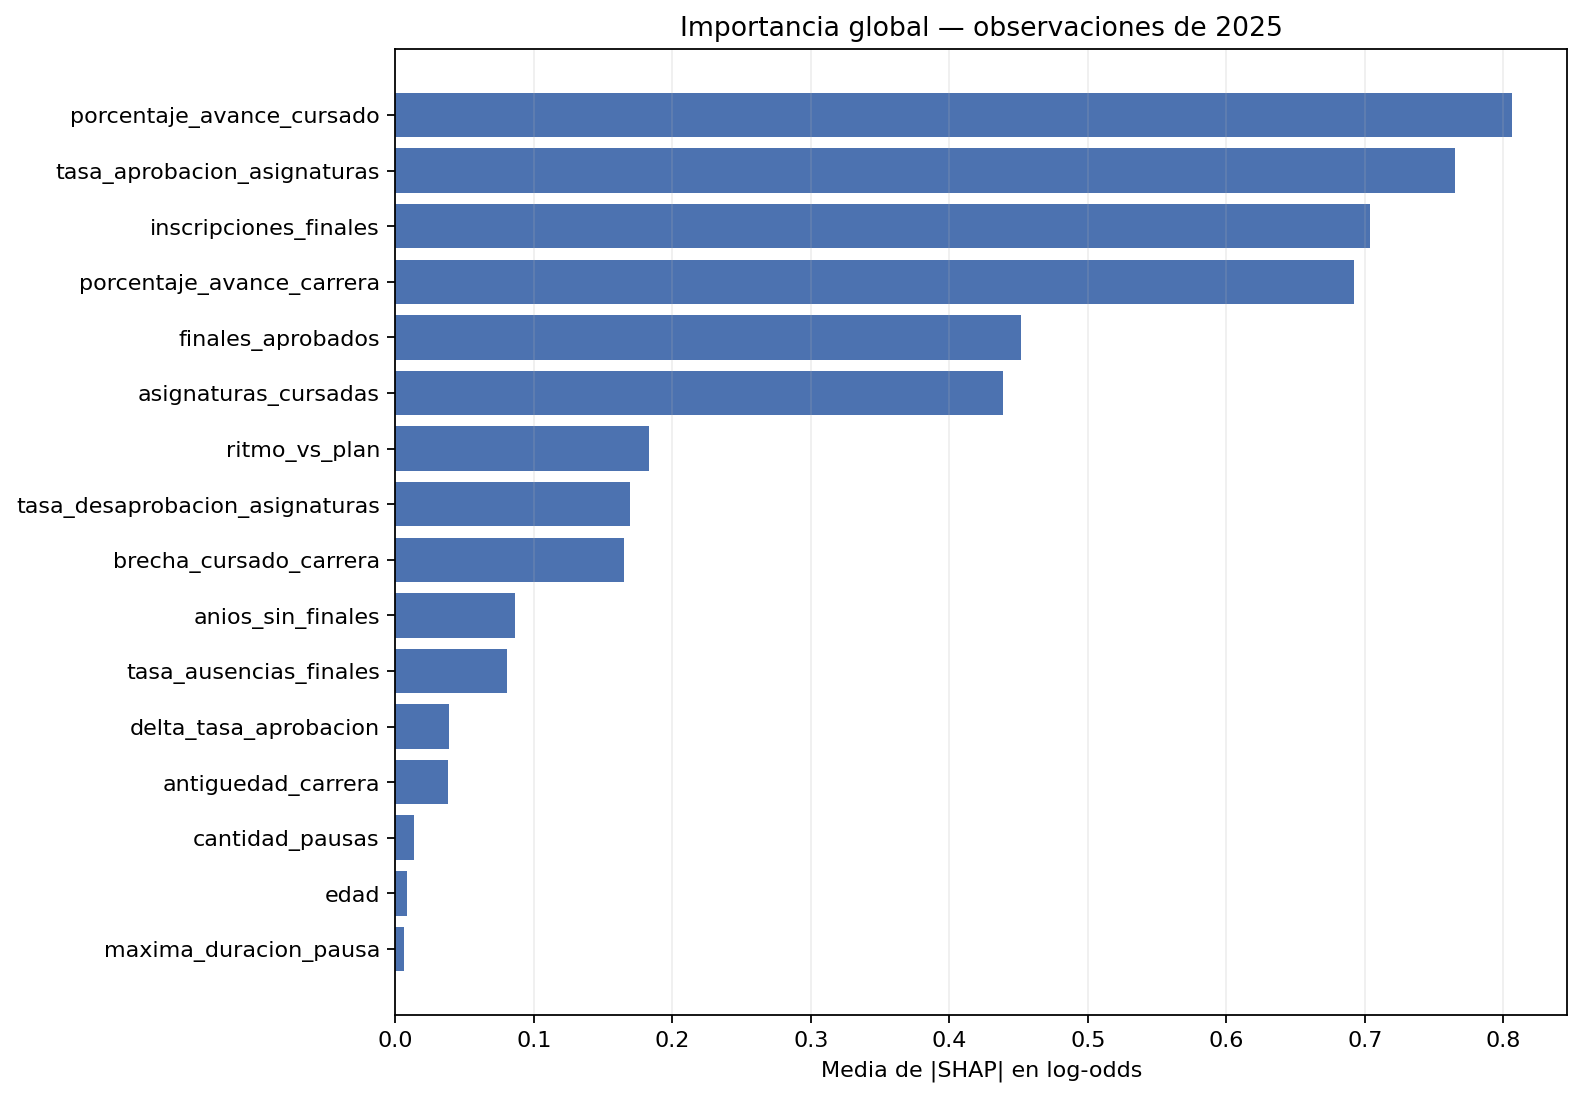 Importancia global — observaciones de 2025
porcentaje_avance_cursado
tasa_aprobacion_asignaturas
inscripciones_finales
porcentaje_avance_carrera
finales_aprobados
asignaturas_cursadas
ritmo_vs_plan
tasa_desaprobacion_asignaturas
brecha_cursado_carrera
anios_sin_finales
tasa_ausencias_finales
delta_tasa_aprobacion
antiguedad_carrera
cantidad_pausas
edad
maxima_duracion_pausa
0.0 0.1 0.2 0.3 0.4 0.5 0.6 0.7 0.8
Media de |SHAP| en log-odds